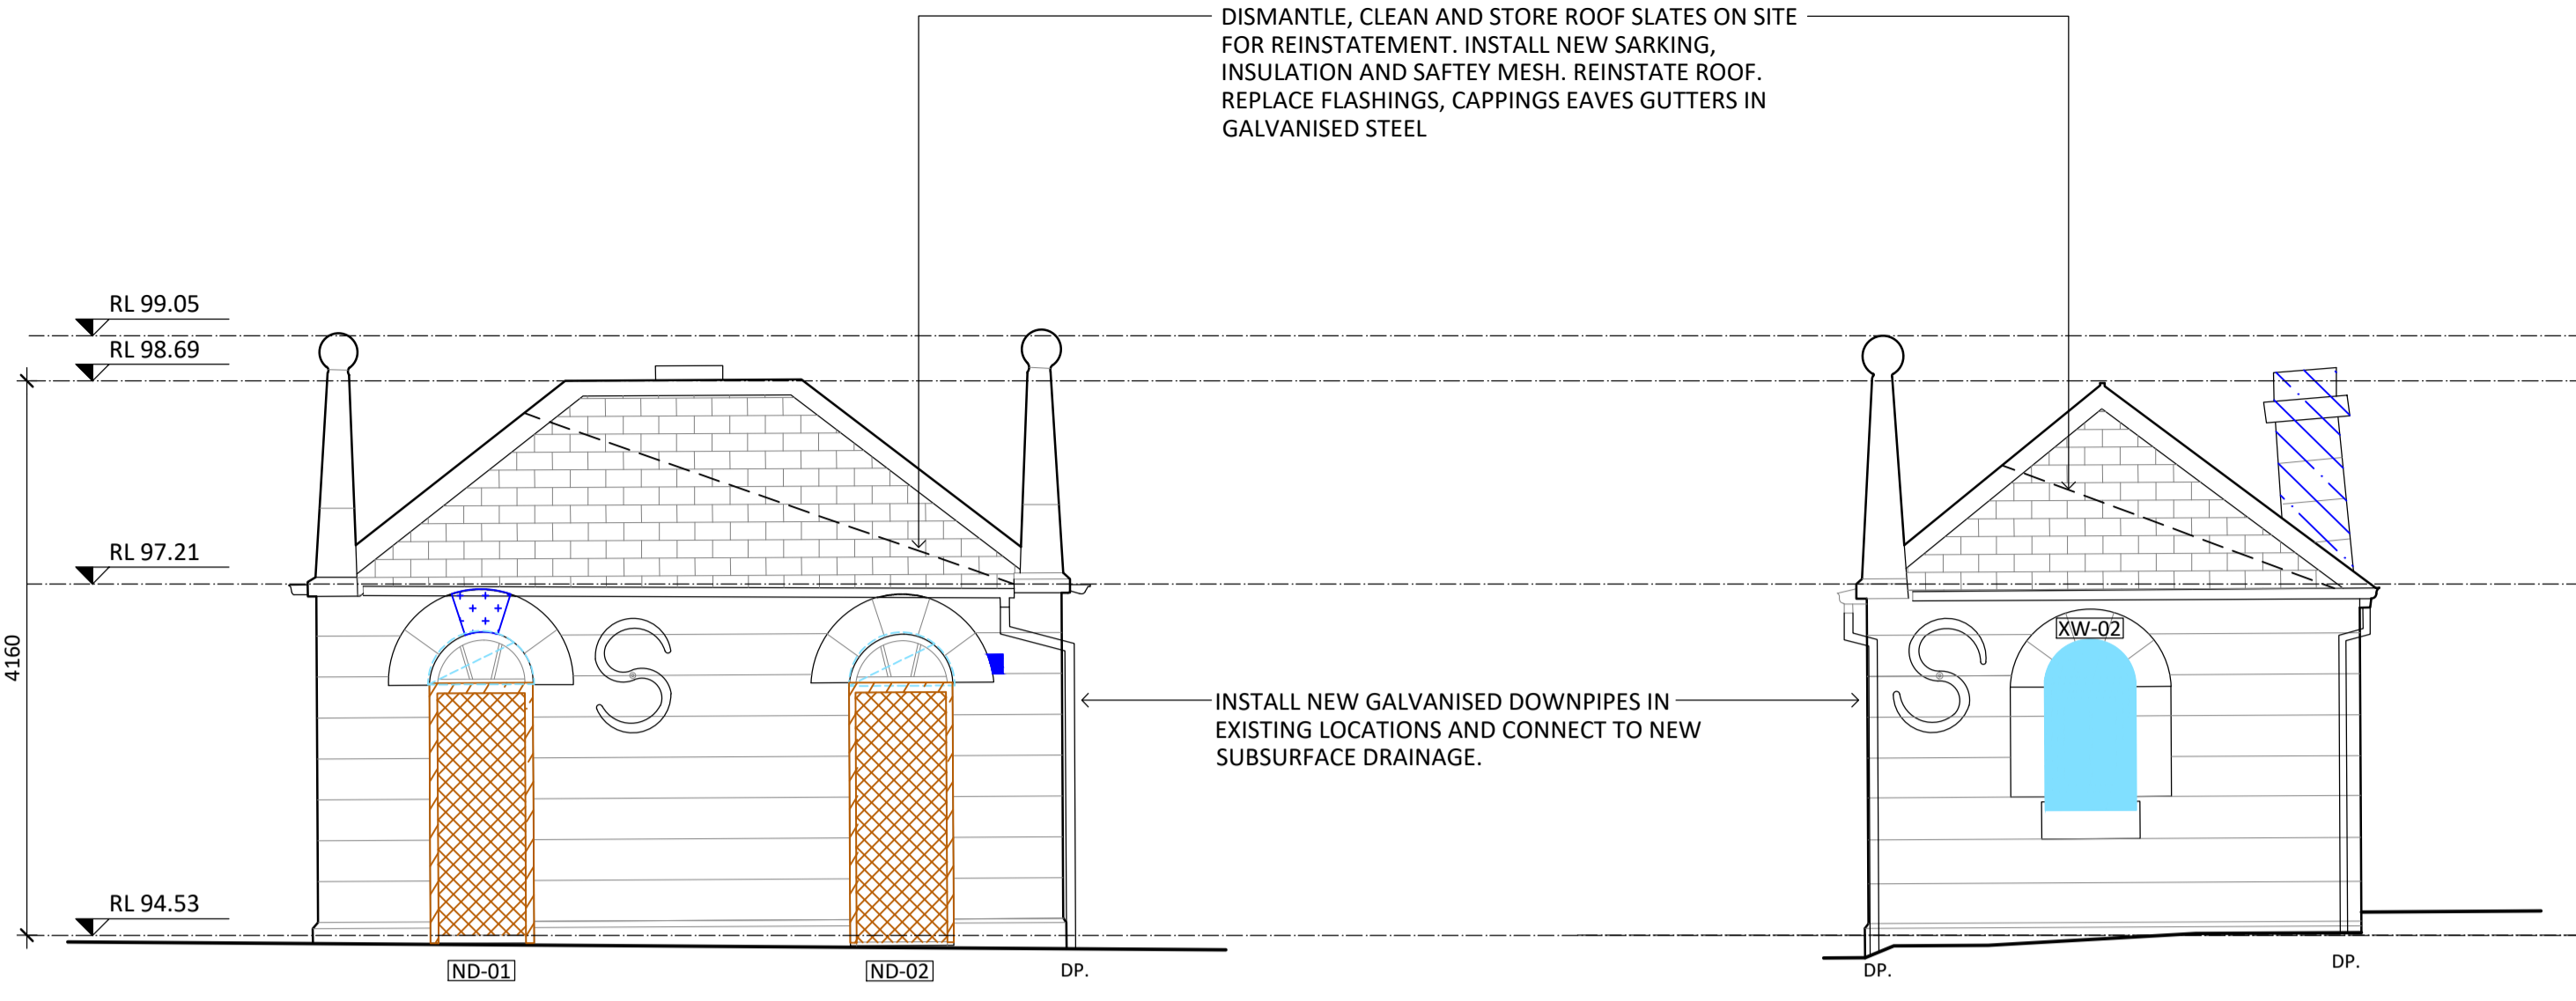 DISMANTLE, CLEAN AND STORE ROOF SLATES ON SITE
FOR REINSTATEMENT. INSTALL NEW SARKING,
INSULATION AND SAFTEY MESH. REINSTATE ROOF.
REPLACE FLASHINGS, CAPPINGS EAVES GUTTERS IN
GALVANISED STEEL
RL 99.05
RL 98.69
RL 97.21
RL 94.53
4160
XW-02
INSTALL NEW GALVANISED DOWNPIPES IN
EXISTING LOCATIONS AND CONNECT TO NEW
SUBSURFACE DRAINAGE.
ND-01
ND-02
DP.
DP.
DP.